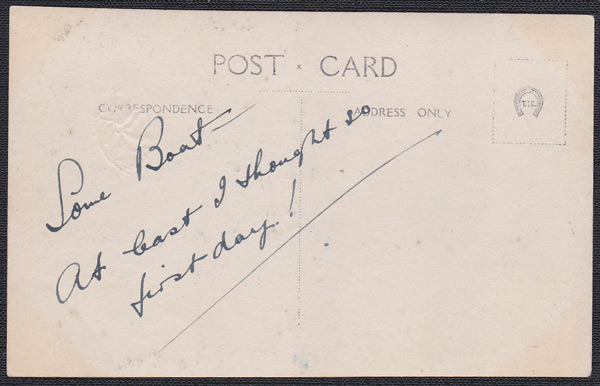 POST × CARD
CORRESPONDENCE
ADDRESS ONLY
Some Boat –
At least I thought so
first day!